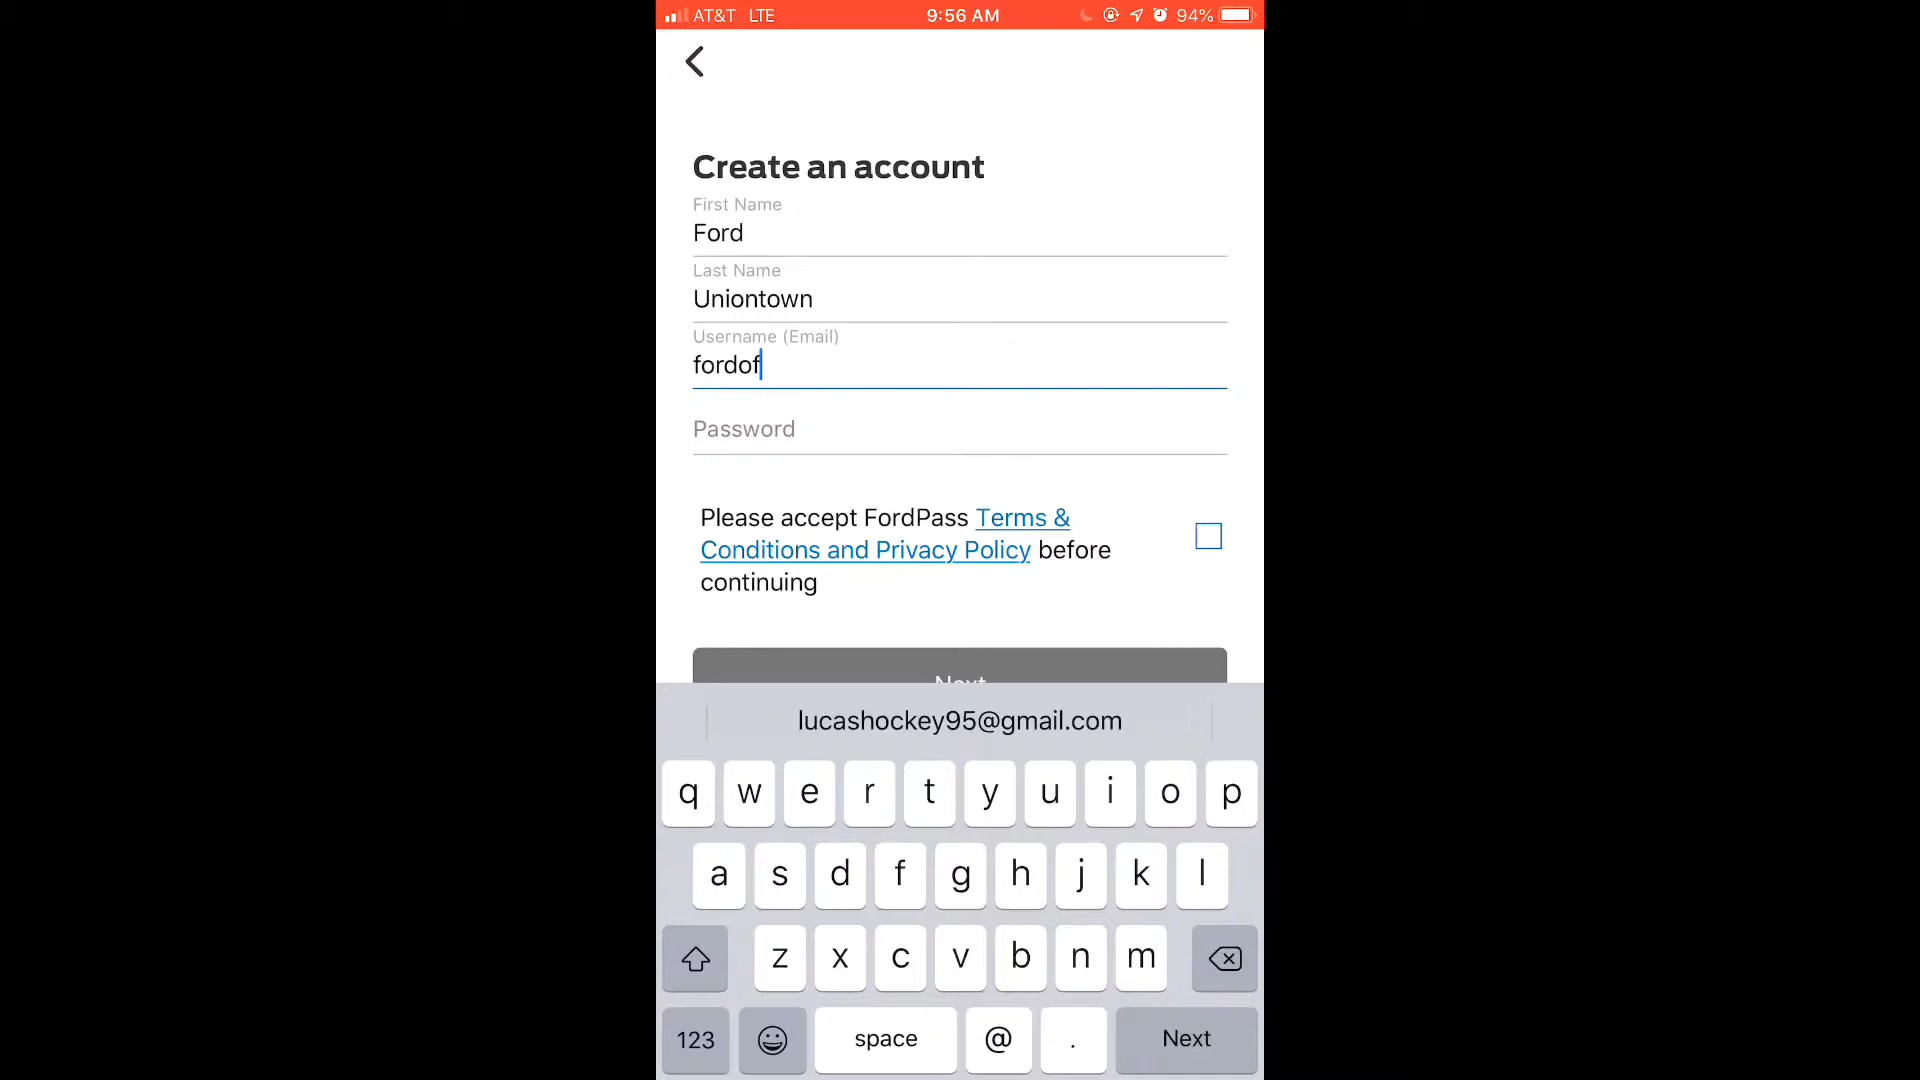 AT&T LTE 9:56 AM 94%
Create an account
First Name
Ford
Last Name
Uniontown
Username (Email)
fordof
Password
Please accept FordPass Terms &
Conditions and Privacy Policy before
continuing
Next
lucashockey95@gmail.com
q w e r t y u i o p
a s d f g h j k l
z x c v b n m
123 space @ . Next